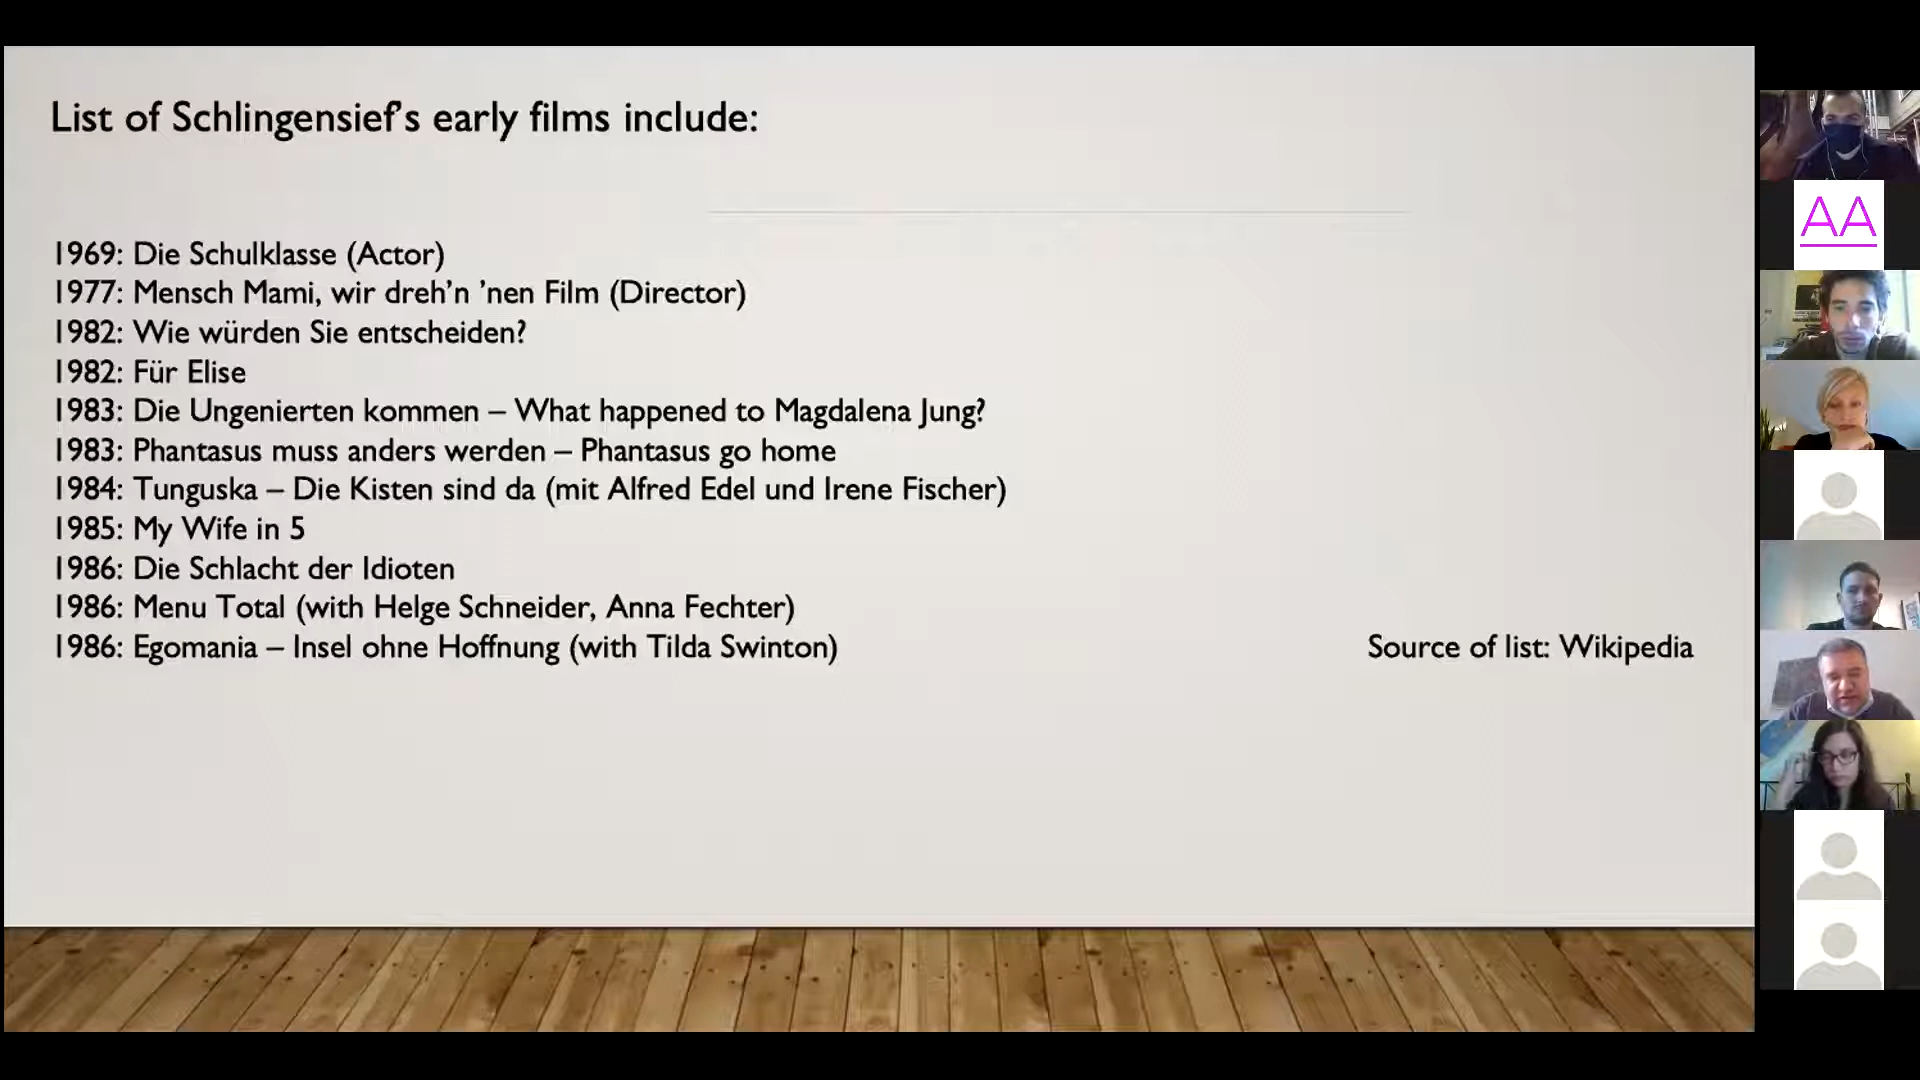 List of Schlingensief's early films include:
1969: Die Schulklasse (Actor)
1977: Mensch Mami, wir dreh’n ’nen Film (Director)
1982: Wie würden Sie entscheiden?
1982: Für Elise
1983: Die Ungenierten kommen – What happened to Magdalena Jung?
1983: Phantasus muss anders werden – Phantasus go home
1984: Tunguska – Die Kisten sind da (mit Alfred Edel und Irene Fischer)
1985: My Wife in 5
1986: Die Schlacht der Idioten
1986: Menu Total (with Helge Schneider, Anna Fechter)
1986: Egomania – Insel ohne Hoffnung (with Tilda Swinton)
Source of list: Wikipedia
AA